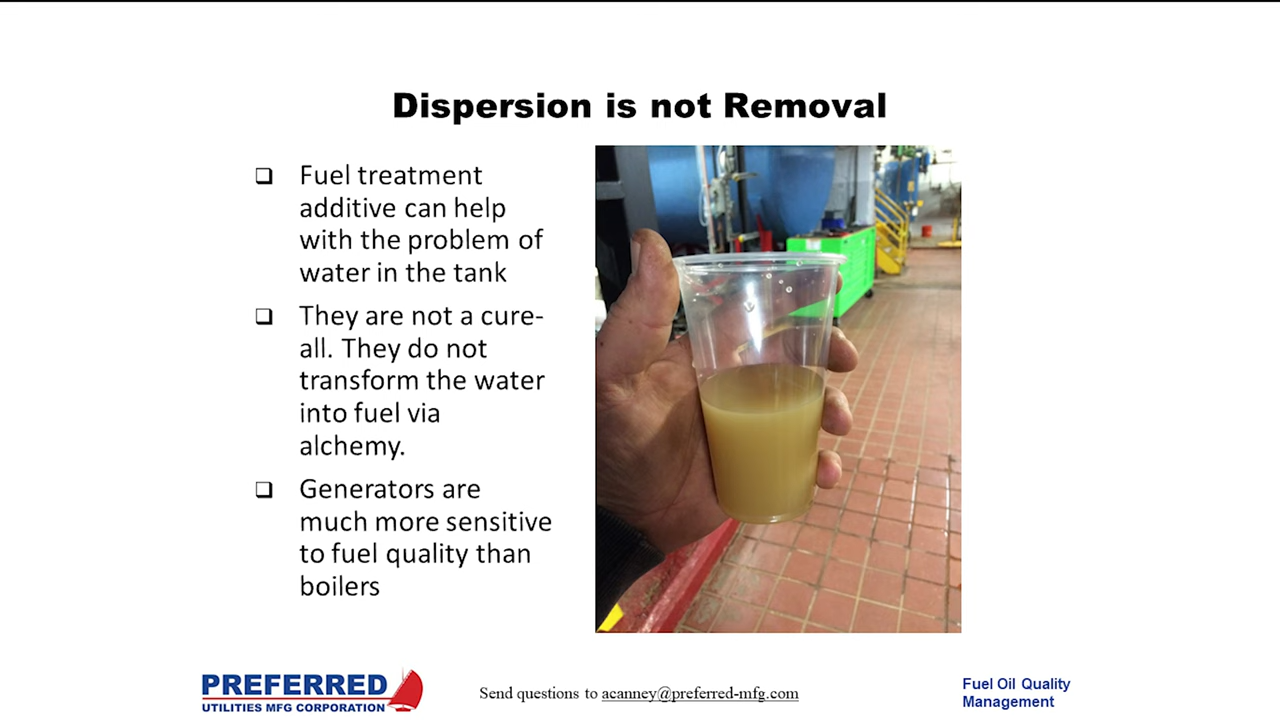 Dispersion is not Removal
❑ Fuel treatment
additive can help
with the problem of
water in the tank
❑ They are not a cure-
all. They do not
transform the water
into fuel via
alchemy.
❑ Generators are
much more sensitive
to fuel quality than
boilers
PREFERRED
UTILITIES MFG CORPORATION
Send questions to acanney@preferred-mfg.com
Fuel Oil Quality
Management